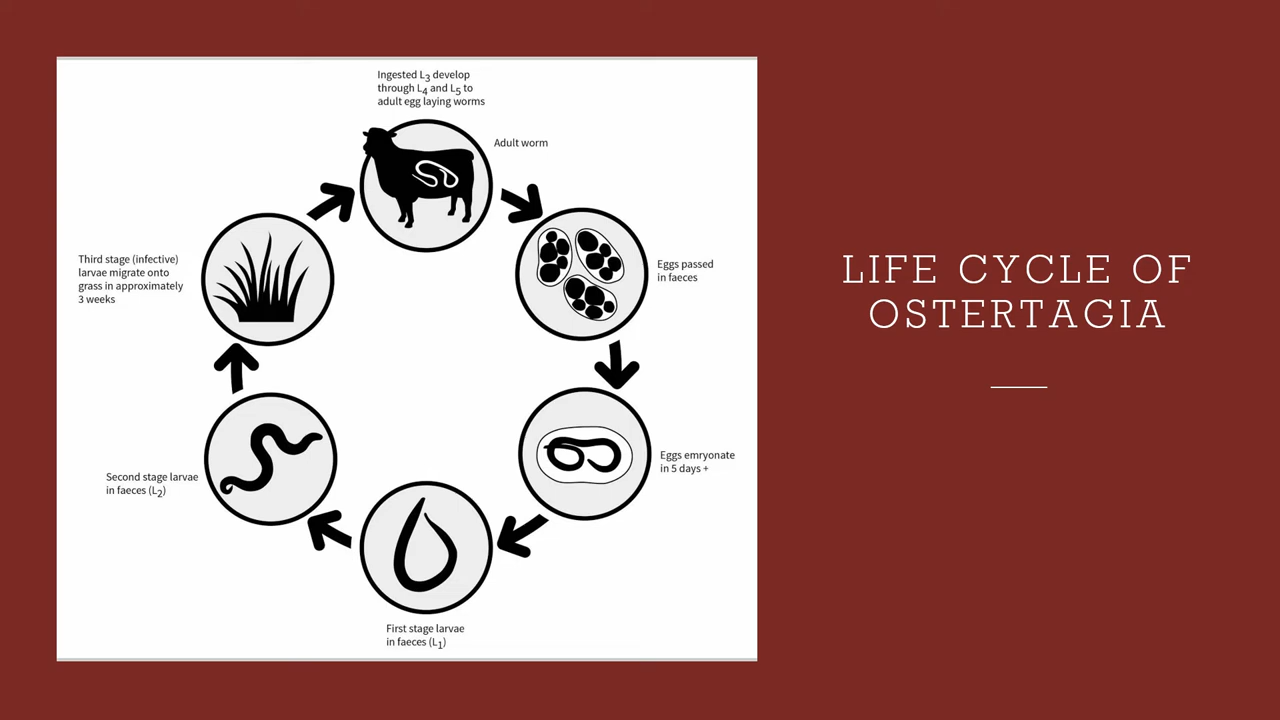 Ingested L3 develop
through L4 and L5 to
adult egg laying worms
Adult worm
Eggs passed
in faeces
Eggs emryonate
in 5 days +
First stage larvae
in faeces (L1)
Second stage larvae
in faeces (L2)
Third stage (infective)
larvae migrate onto
grass in approximately
3 weeks
LIFE CYCLE OF
OSTERTAGIA